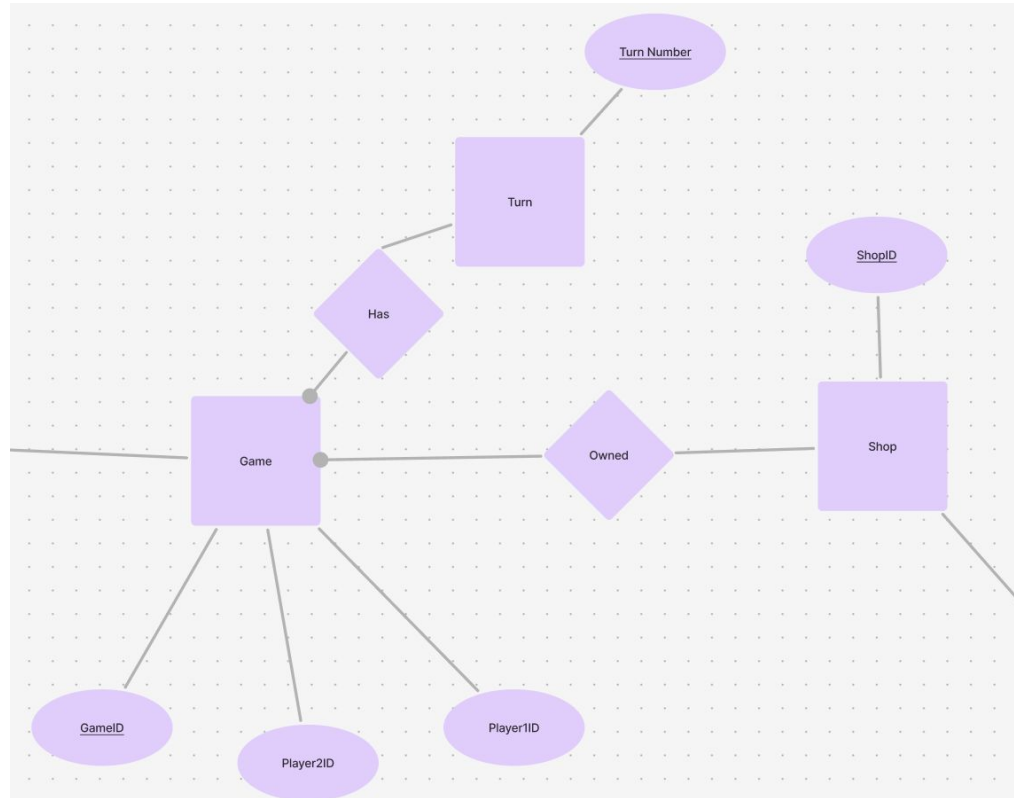 Turn Number
Turn
ShopID
Has
Game
Owned
Shop
GameID
Player2ID
Player1ID